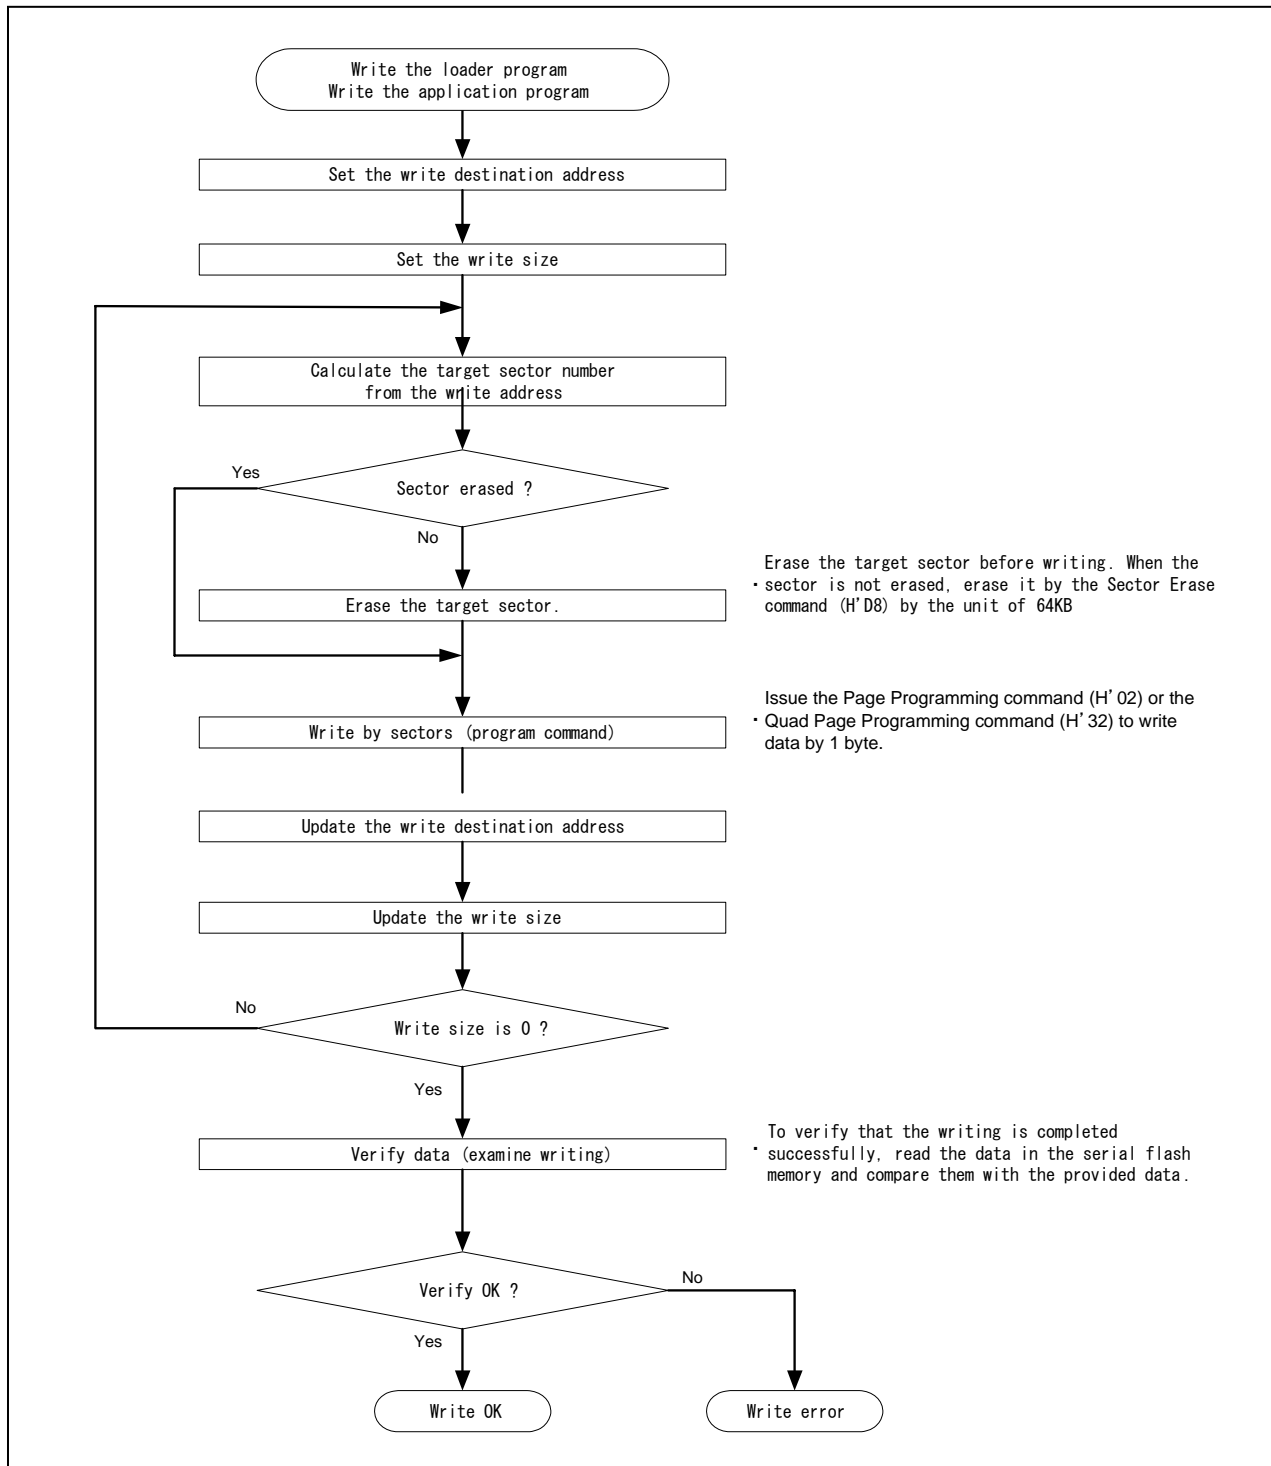 Write the loader program
Write the application program
Set the write destination address
Set the write size
Calculate the target sector number
from the write address
Yes
Sector erased ?
No
Erase the target sector before writing. When the
・ sector is not erased, erase it by the Sector Erase
command (H'D8) by the unit of 64KB
Erase the target sector.
Issue the Page Programming command (H'02) or the
・ Quad Page Programming command (H'32) to write
data by 1 byte.
Write by sectors (program command)
Update the write destination address
Update the write size
No
Write size is 0 ?
Yes
To verify that the writing is completed
・ successfully, read the data in the serial flash
memory and compare them with the provided data.
Verify data (examine writing)
No
Verify OK ?
Yes
Write OK
Write error